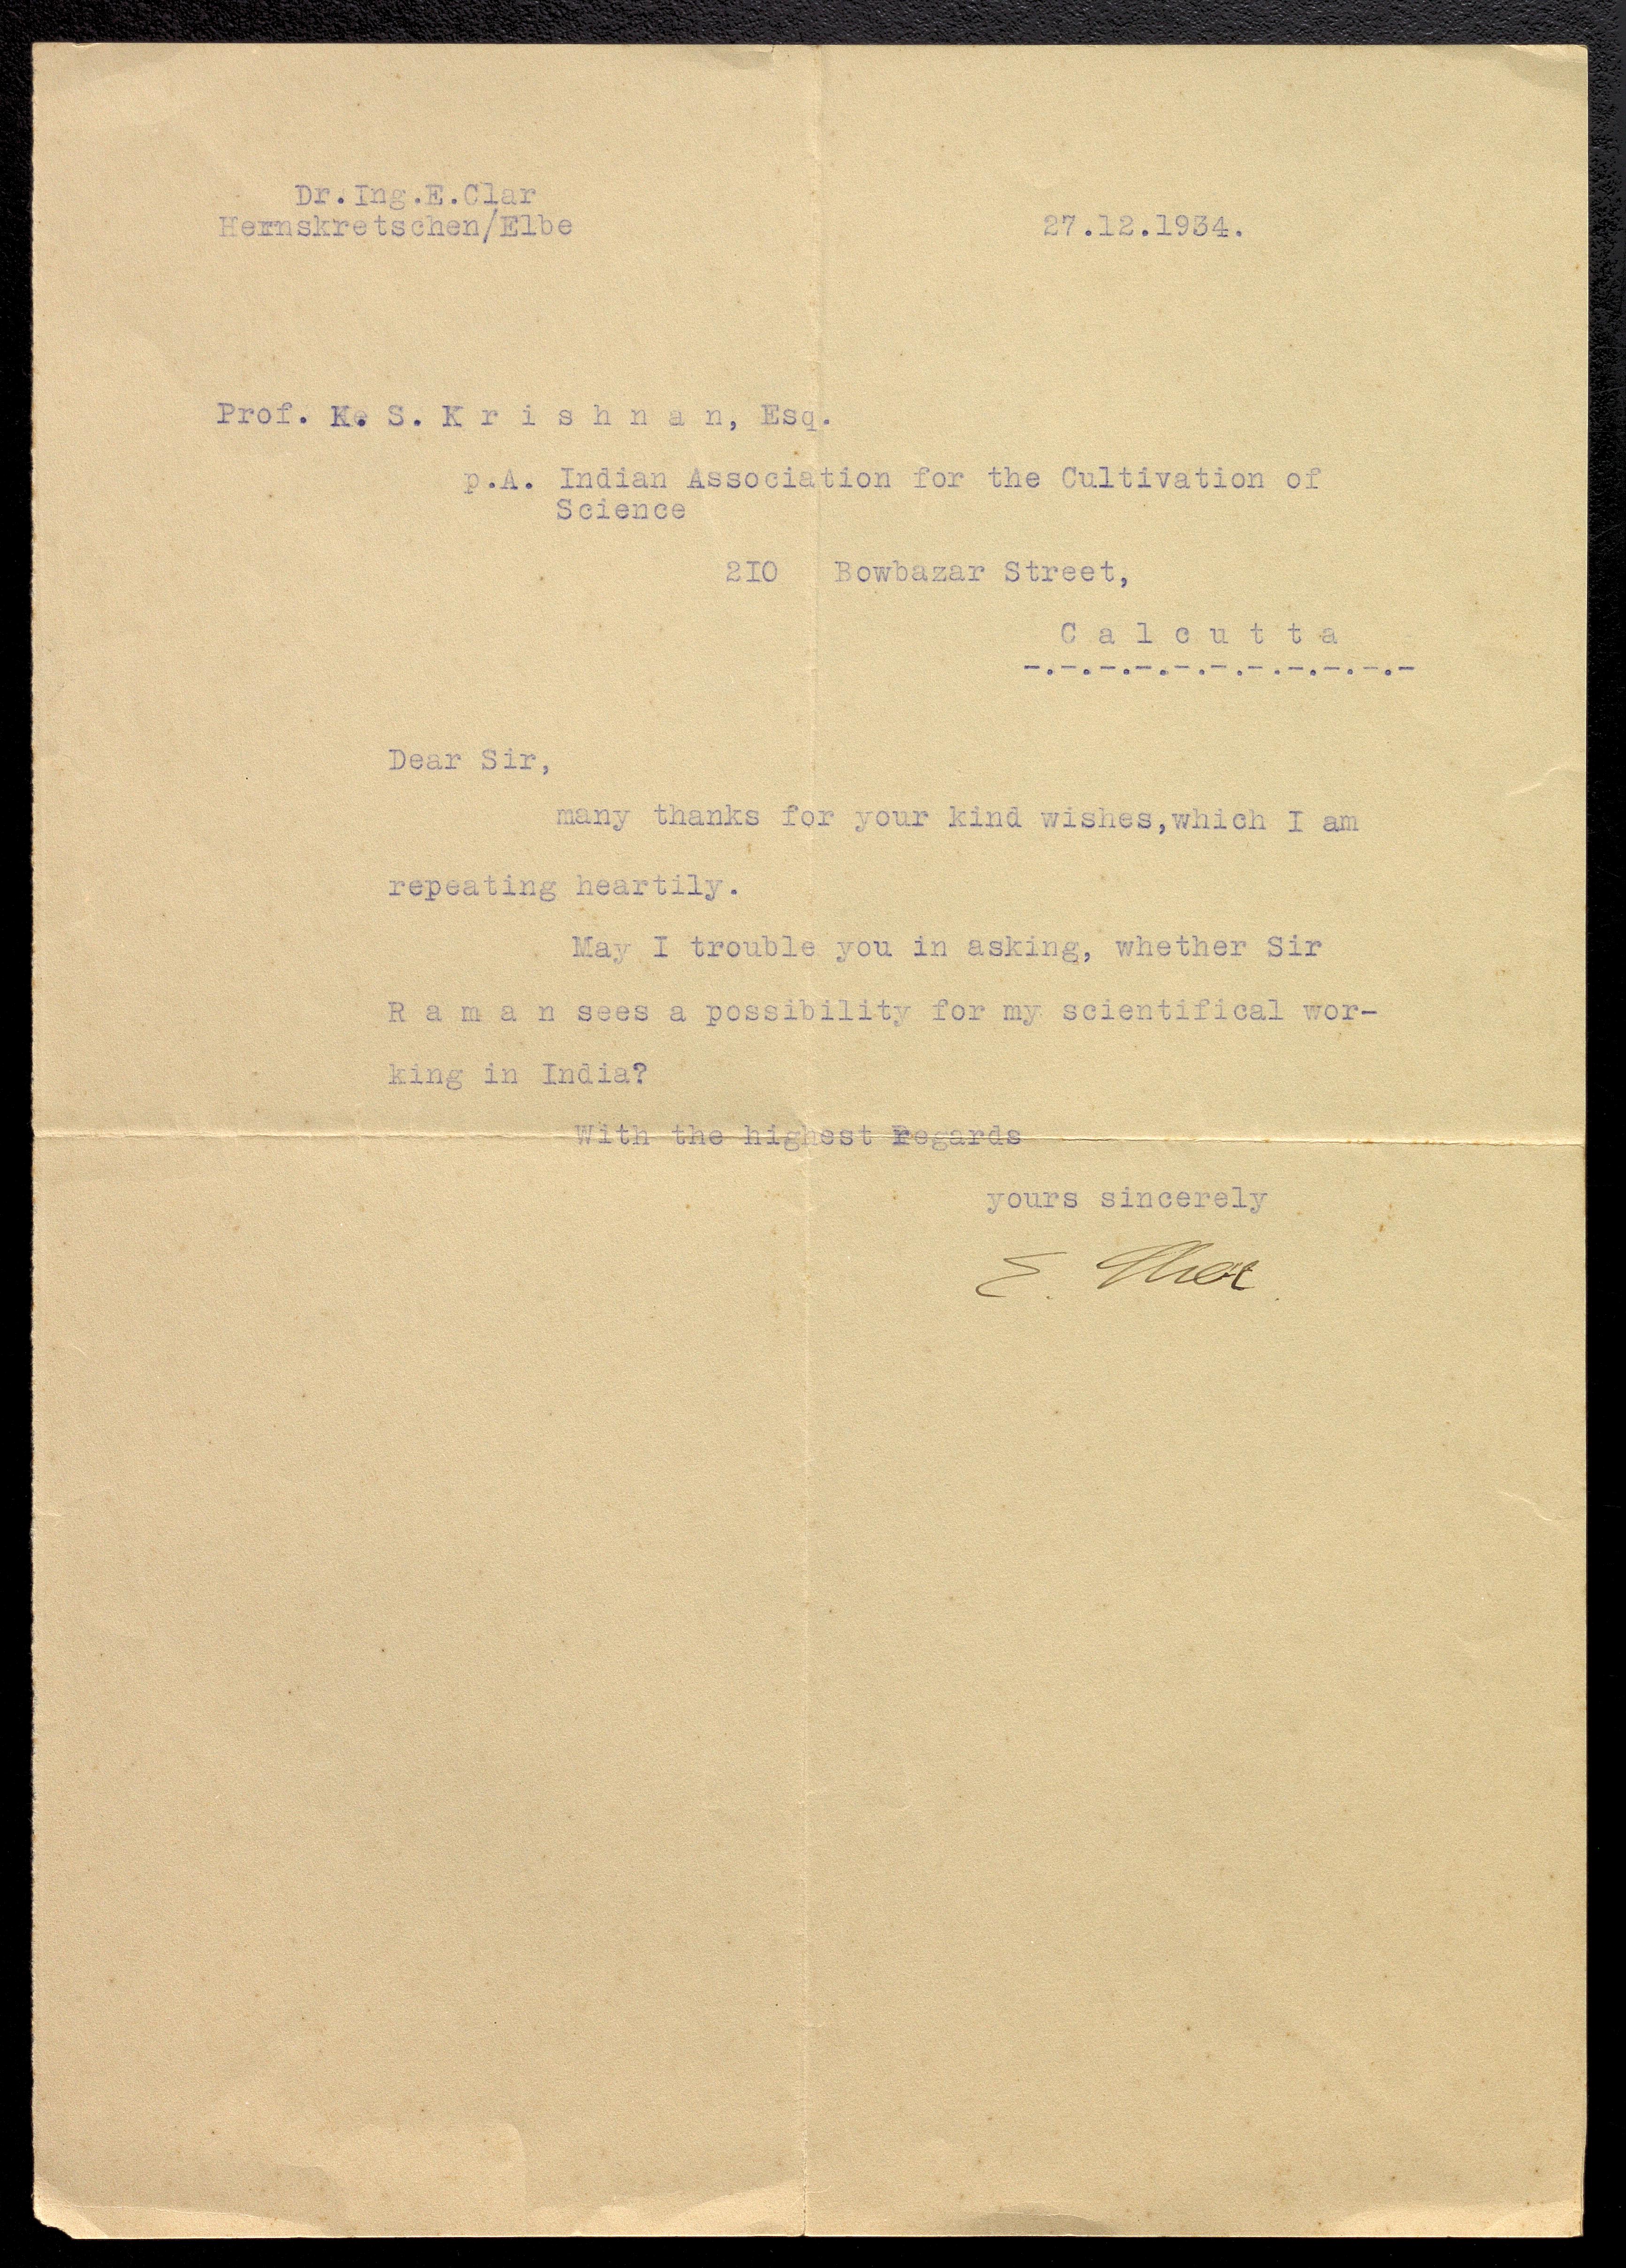 Dr.Ing.E.Clar
Herrnskretschen/Elbe
27.12.1934.
Prof. K. S. K r i s h n a n, Esq.
p.A. Indian Association for the Cultivation of
Science
2IO Bowbazar Street,
C a l c u t t a
-.-.-.-.-.-.-.-.-.-.-
Dear Sir,
many thanks for your kind wishes,which I am
repeating heartily.
May I trouble you in asking, whether Sir
R a m a n sees a possibility for my scientifical wor-
king in India?
With the highest Regards
yours sincerely
E. Clar